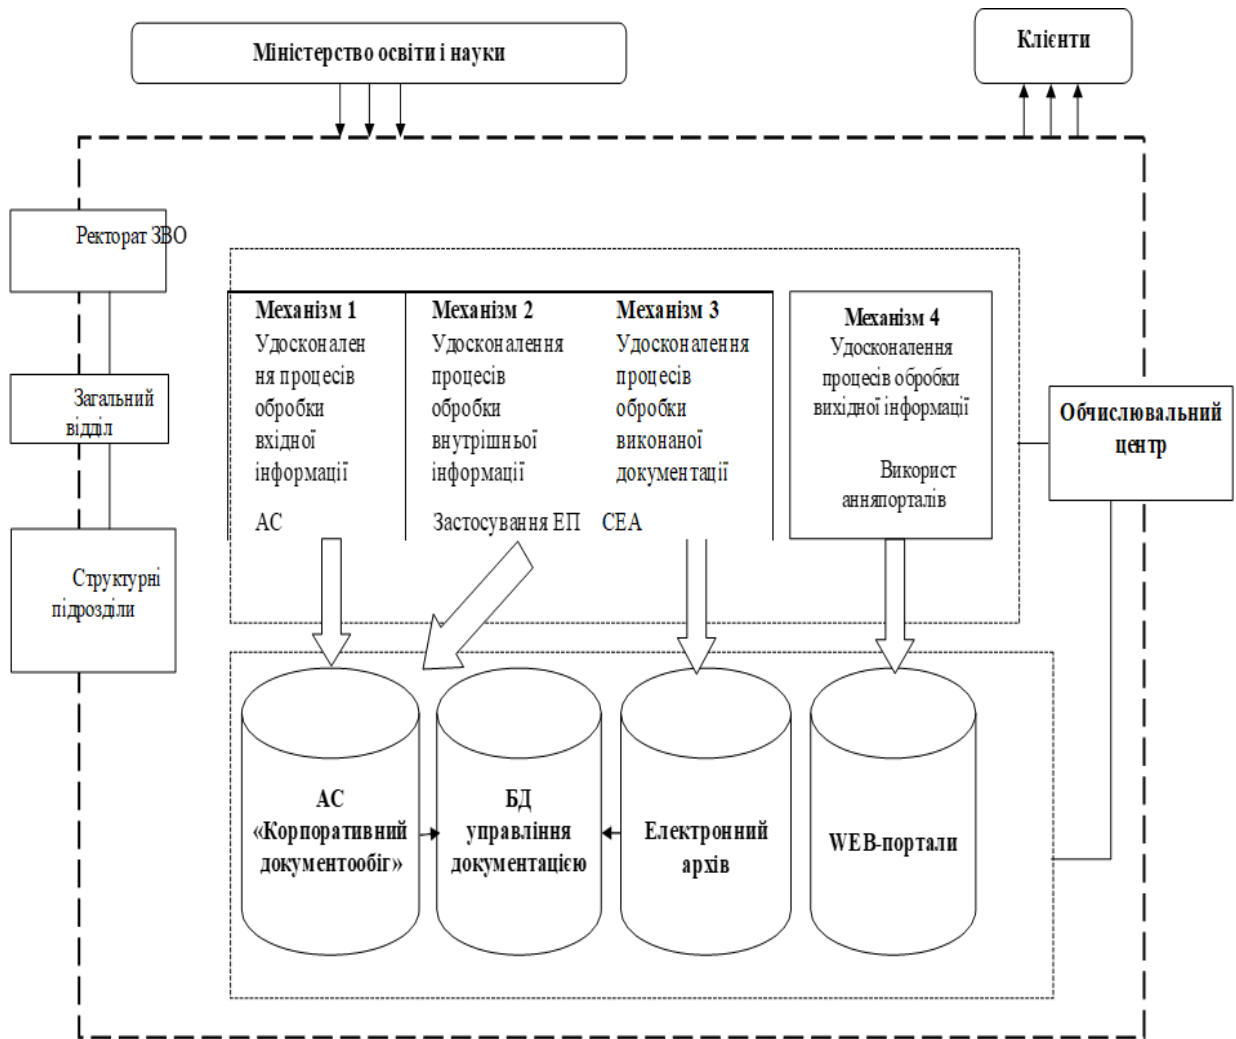 Міністерство освіти і науки
Клієнти
Ректорат ЗВО
Загальний
відділ
Структурні
підрозділи
Механізм 1
Удосконален
ня процесів
обробки
вхідної
інформації
АС
Механізм 2
Удосконалення
процесів
обробки
внутрішньої
інформації
Застосування ЕП
Механізм 3
Удосконалення
процесів
обробки
виконаної
документації
СЕА
Механізм 4
Удосконалення
процесів обробки
вихідної інформації
Використ
анняпорталів
Обчислювальний
центр
АС
«Корпоративний
документообіг»
БД
управління
документацією
Електронний
архів
WEB-портали